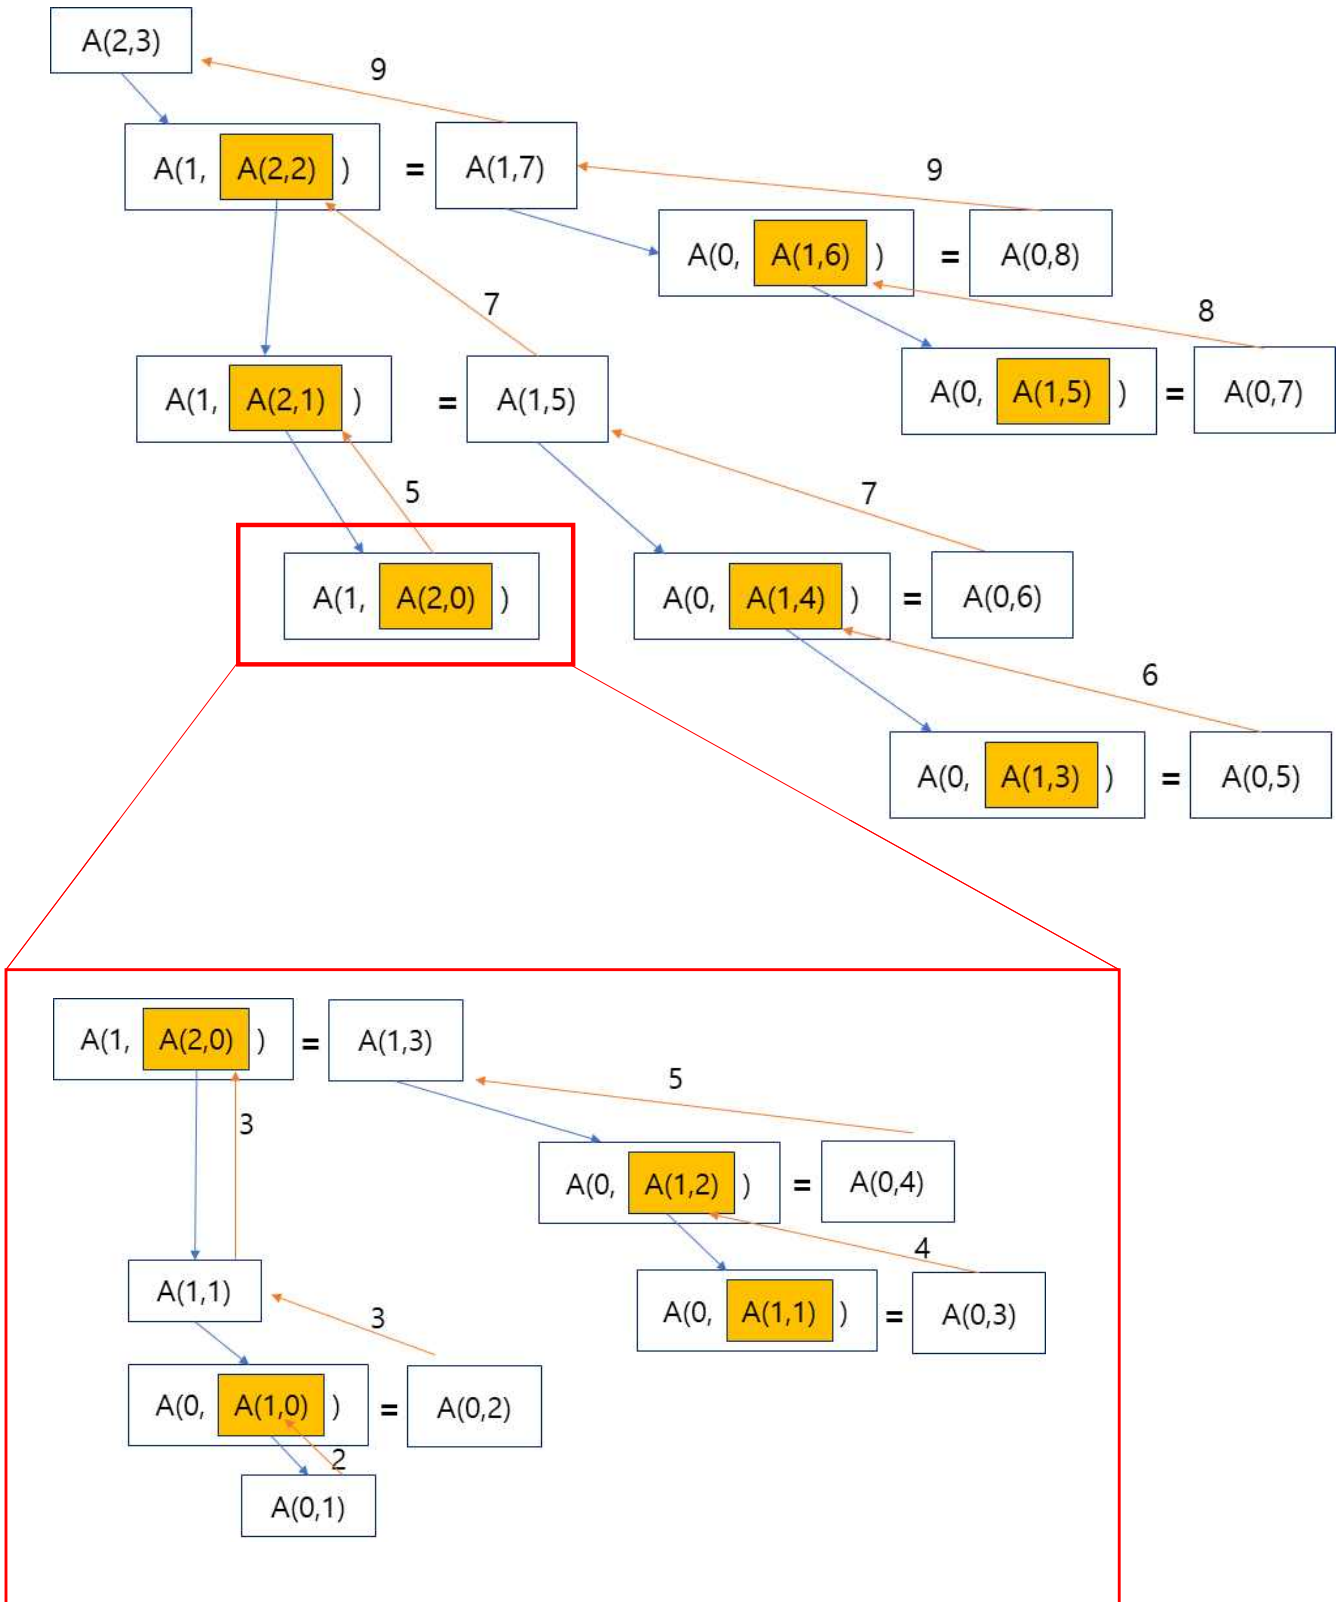 A(2,3)
9
A(1, A(2,2) ) = A(1,7)
9
A(0, A(1,6) ) = A(0,8)
7
8
A(1, A(2,1) ) = A(1,5)
A(0, A(1,5) ) = A(0,7)
5
7
A(1, A(2,0) )
A(0, A(1,4) ) = A(0,6)
6
A(0, A(1,3) ) = A(0,5)
A(1, A(2,0) ) = A(1,3)
5
3
A(0, A(1,2) ) = A(0,4)
4
A(1,1)
A(0, A(1,1) ) = A(0,3)
3
A(0, A(1,0) ) = A(0,2)
2
A(0,1)